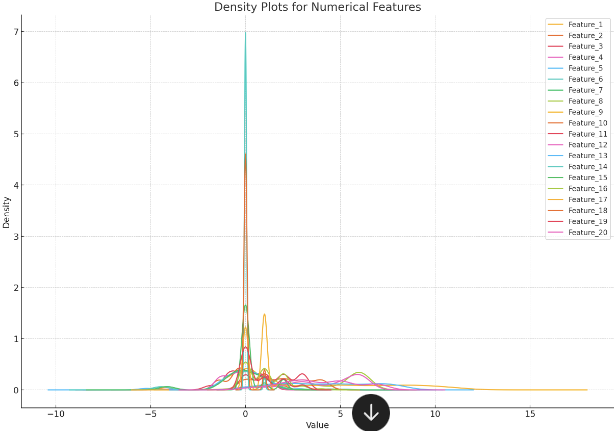 Density Plots for Numerical Features
Feature_1
Feature_2
Feature_3
Feature_4
Feature_5
Feature_6
Feature_7
Feature_8
Feature_9
Feature_10
Feature_11
Feature_12
Feature_13
Feature_14
Feature_15
Feature_16
Feature_17
Feature_18
Feature_19
Feature_20
7
6
5
4
3
2
1
0
Density
−10
−5
0
5
10
15
Value